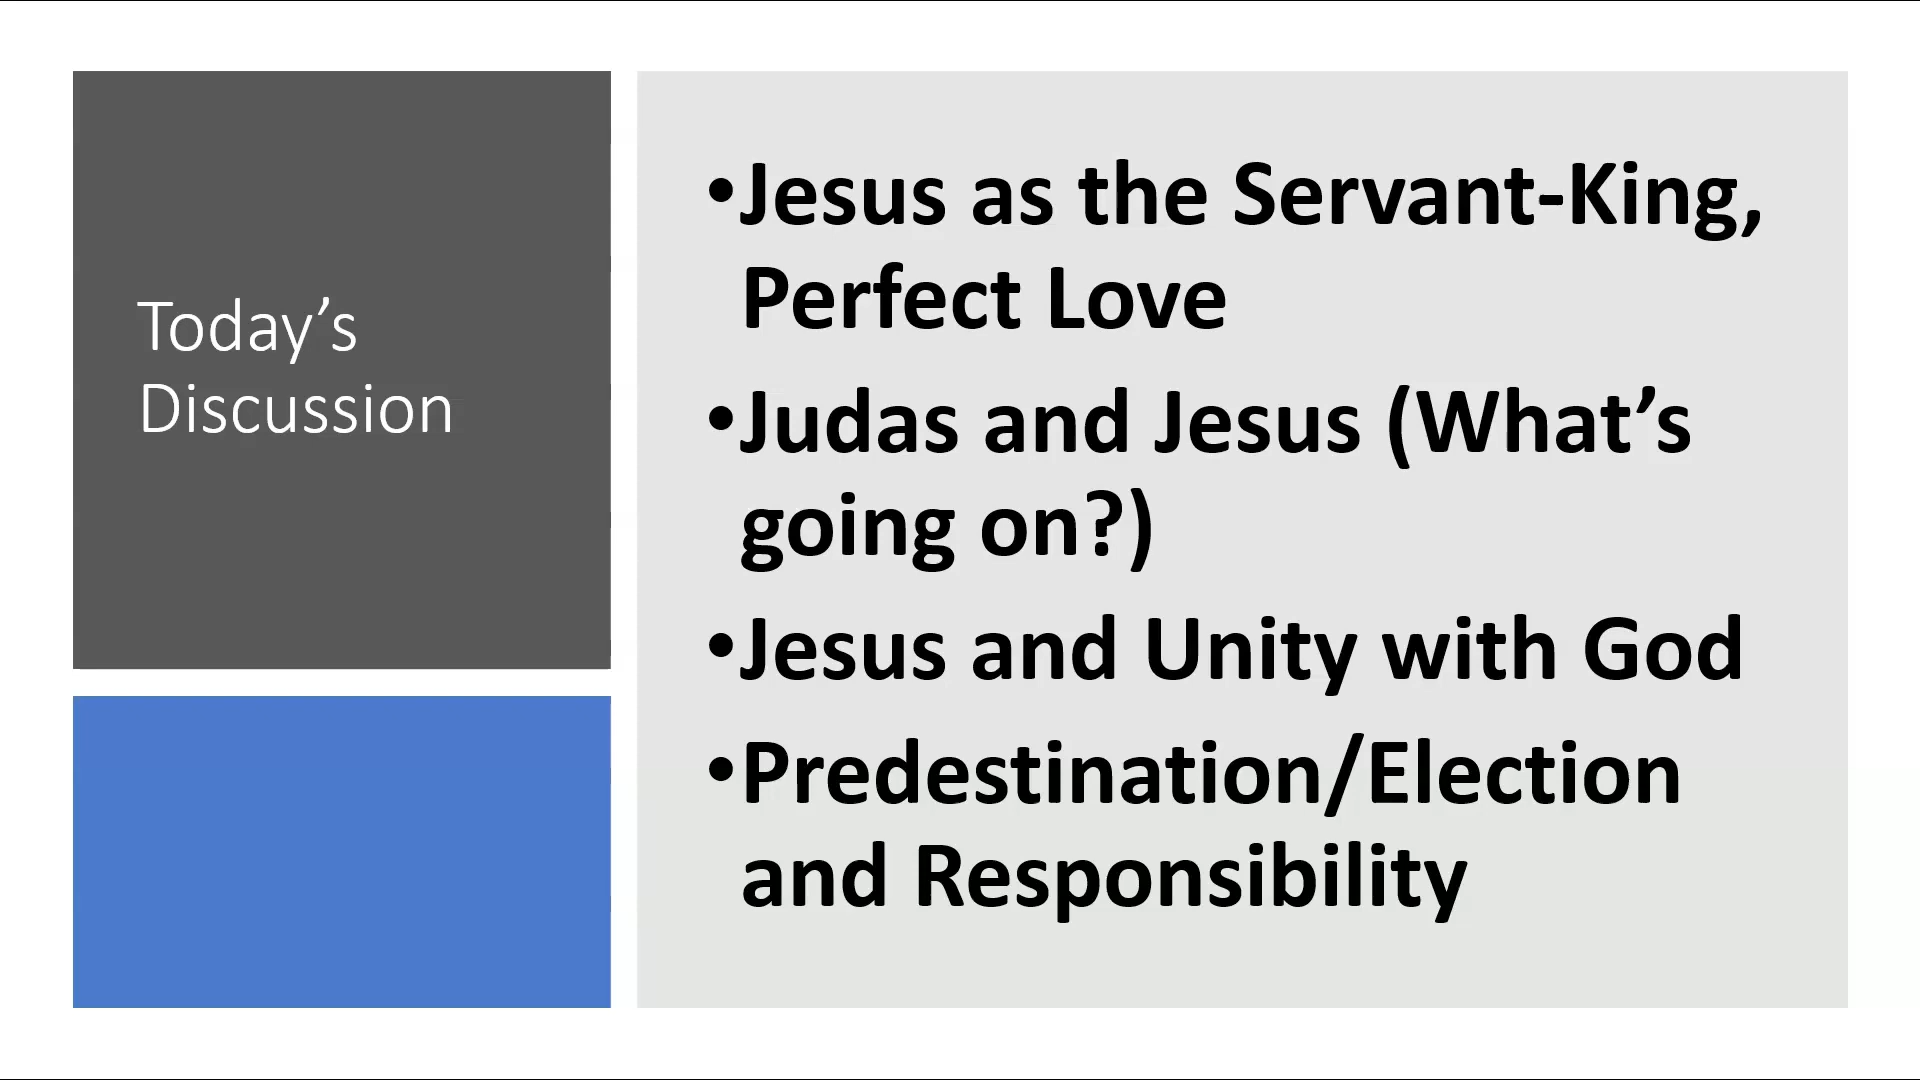 Today’s
Discussion
•Jesus as the Servant-King,
Perfect Love
•Judas and Jesus (What’s
going on?)
•Jesus and Unity with God
•Predestination/Election
and Responsibility